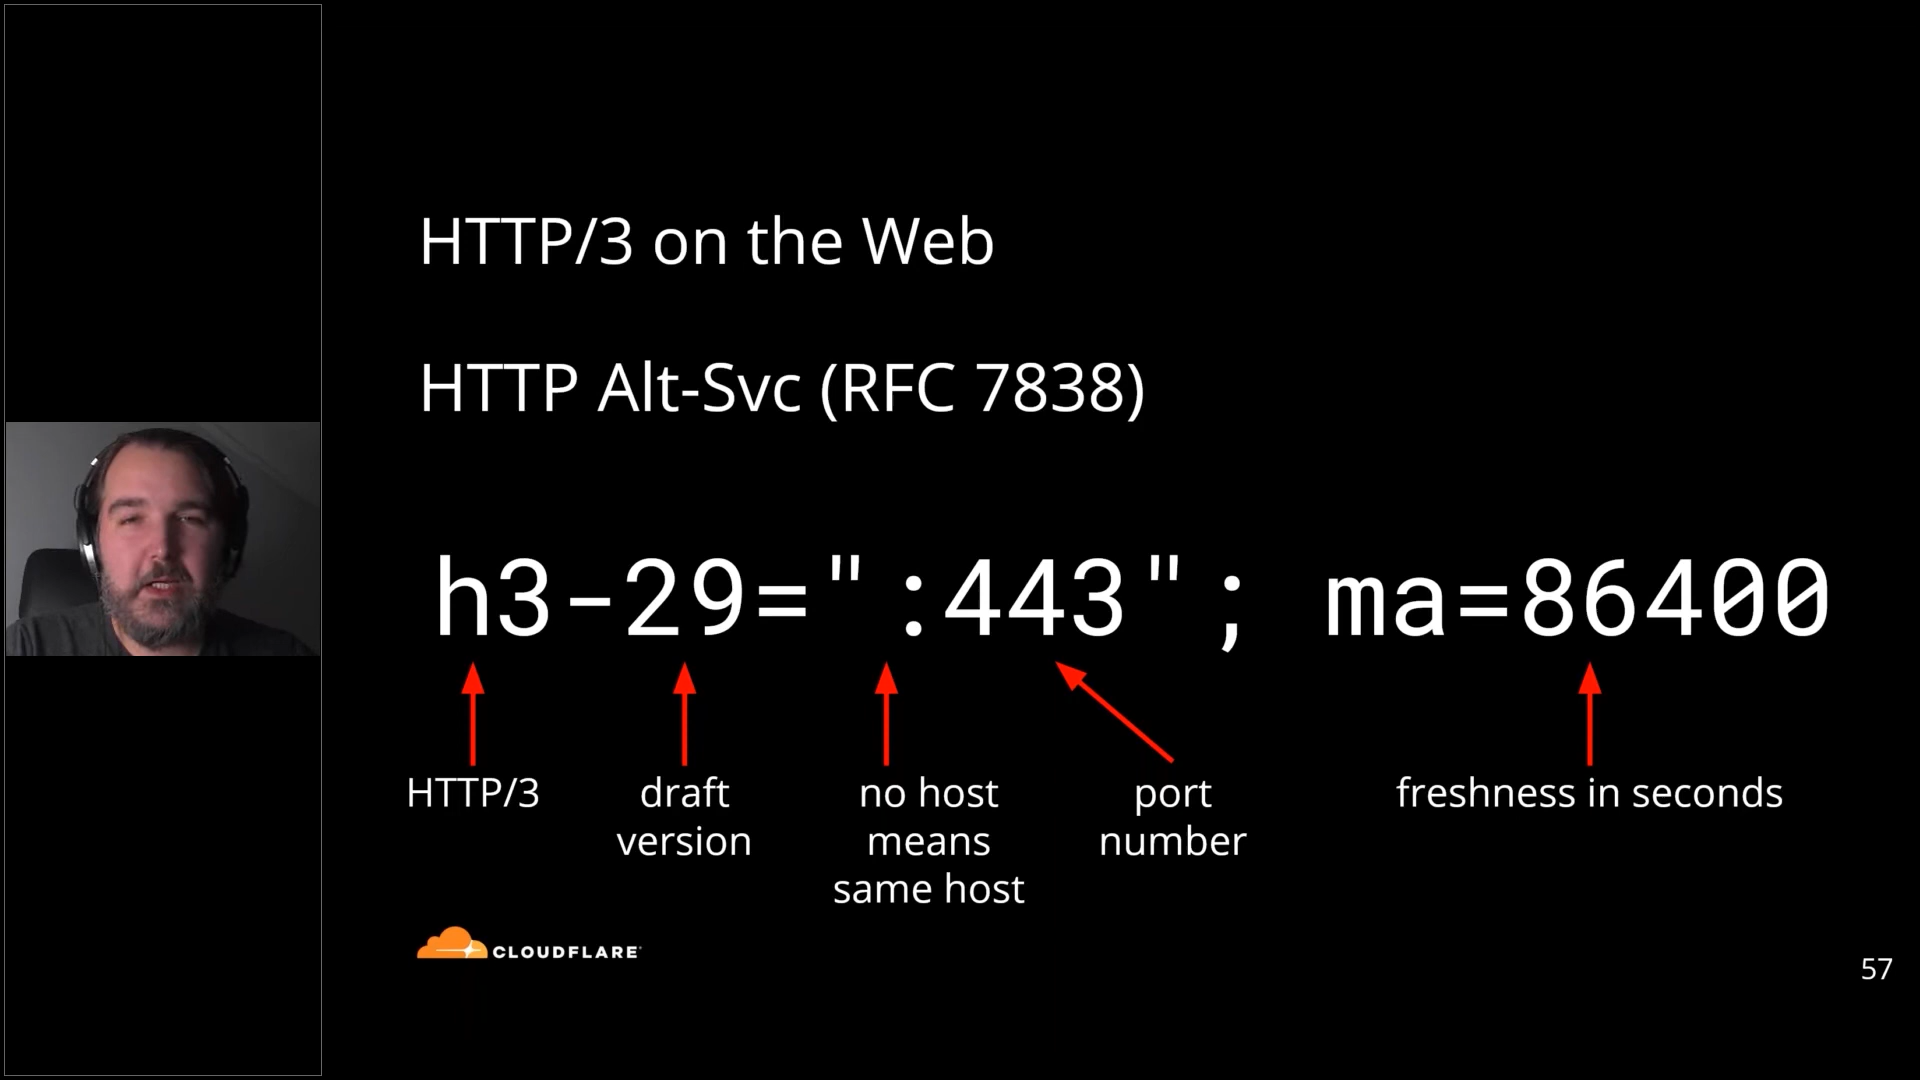 HTTP/3 on the Web
HTTP Alt-Svc (RFC 7838)
h3-29=":443"; ma=86400
HTTP/3
draft
version
no host
means
same host
port
number
freshness in seconds
CLOUDFLARE
57